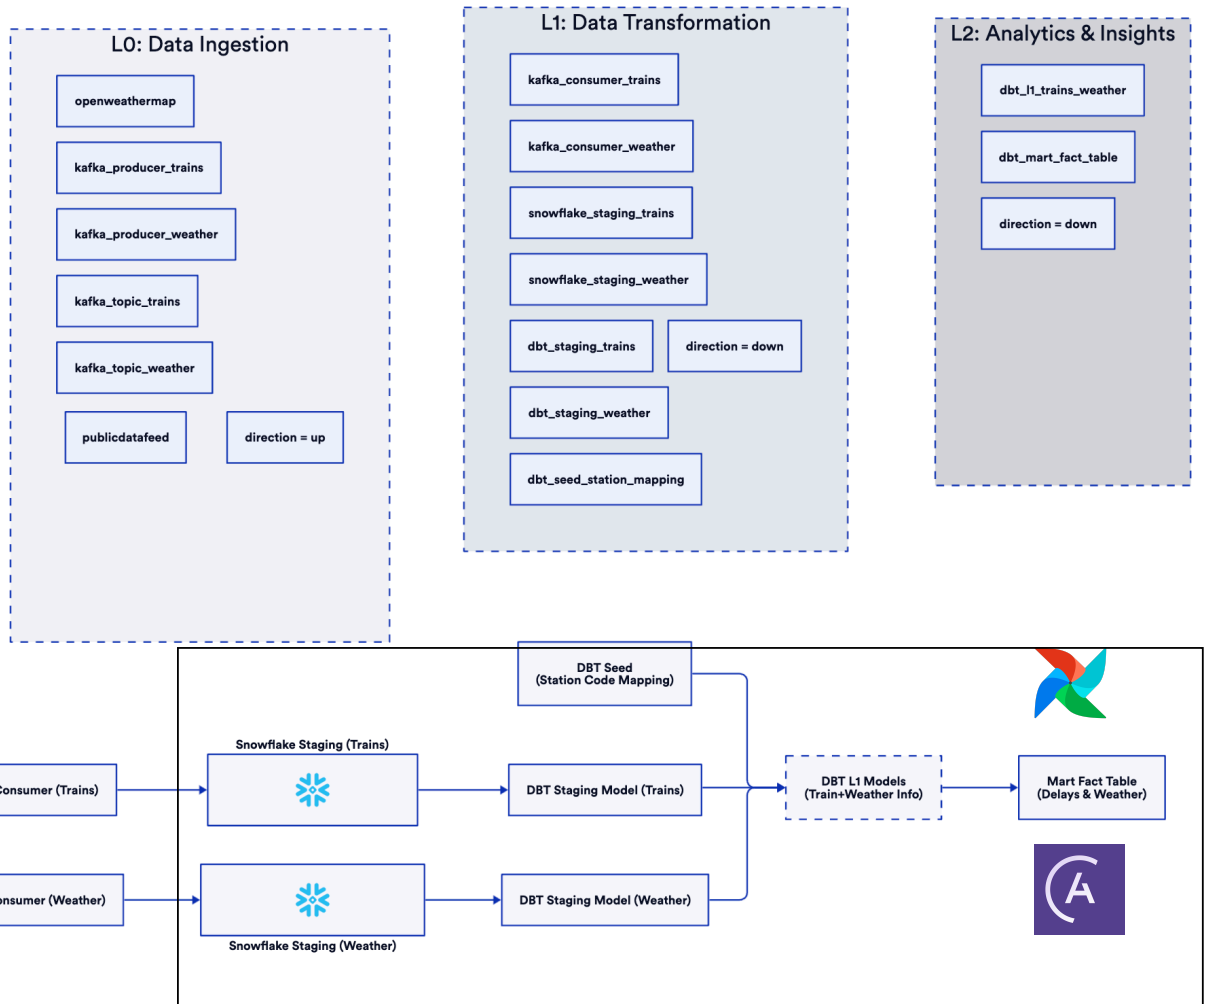 L0: Data Ingestion
openweathermap
kafka_producer_trains
kafka_producer_weather
kafka_topic_trains
kafka_topic_weather
publicdatafeed
direction = up
L1: Data Transformation
kafka_consumer_trains
kafka_consumer_weather
snowflake_staging_trains
snowflake_staging_weather
dbt_staging_trains
direction = down
dbt_staging_weather
dbt_seed_station_mapping
L2: Analytics & Insights
dbt_l1_trains_weather
dbt_mart_fact_table
direction = down
DBT Seed
(Station Code Mapping)
Snowflake Staging (Trains)
Consumer (Trains)
DBT Staging Model (Trains)
DBT L1 Models
(Train+Weather Info)
Mart Fact Table
(Delays & Weather)
onsumer (Weather)
DBT Staging Model (Weather)
Snowflake Staging (Weather)
A